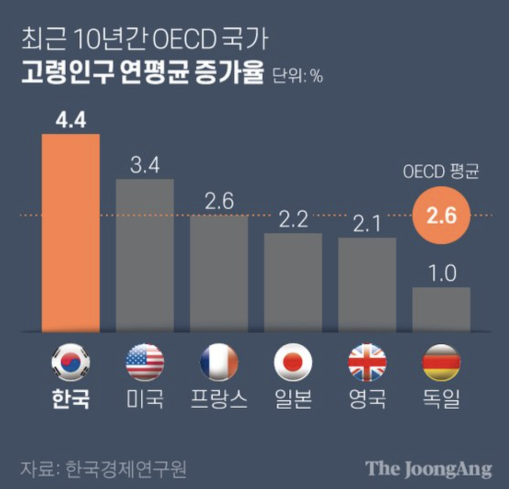 최근 10년간 OECD 국가
고령인구 연평균 증가율 단위: %
4.4
3.4
2.6
2.2
2.1
1.0
OECD 평균
2.6
한국
미국
프랑스
일본
영국
독일
자료: 한국경제연구원
The JoongAng